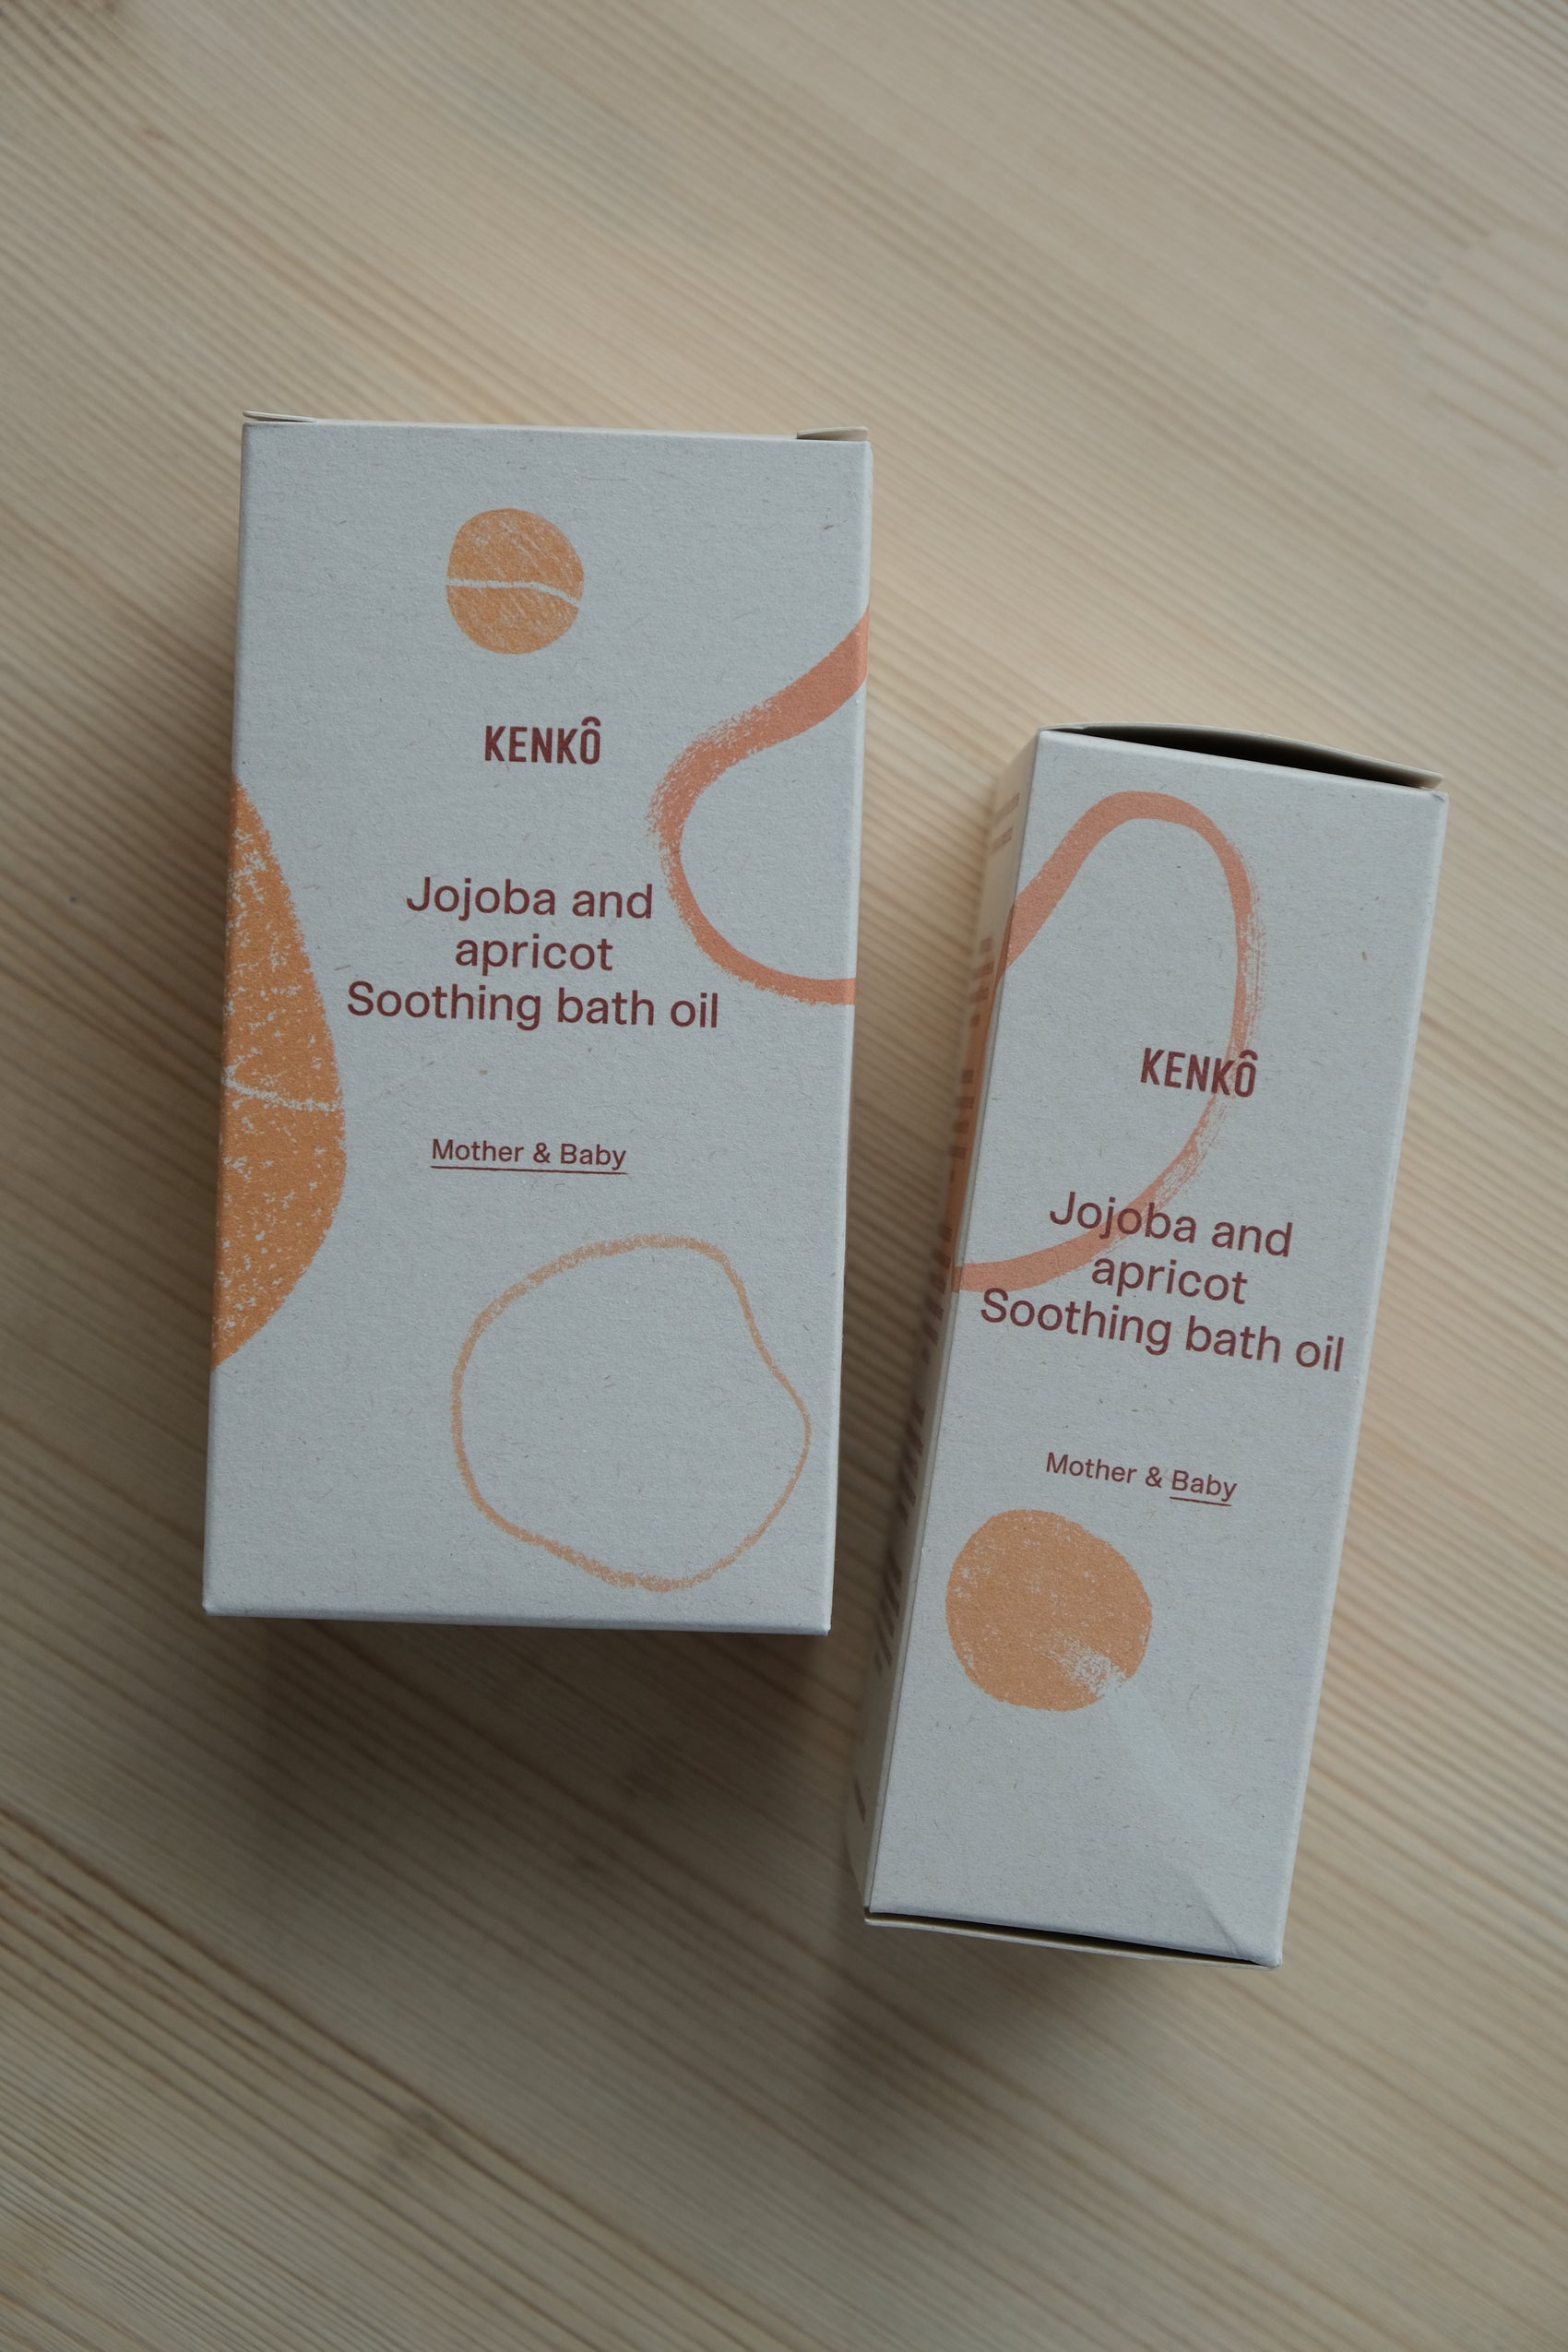 KENKÔ
Jojoba and
apricot
Soothing bath oil
Mother & Baby
KENKÔ
Jojoba and
apricot
Soothing bath oil
Mother & Baby